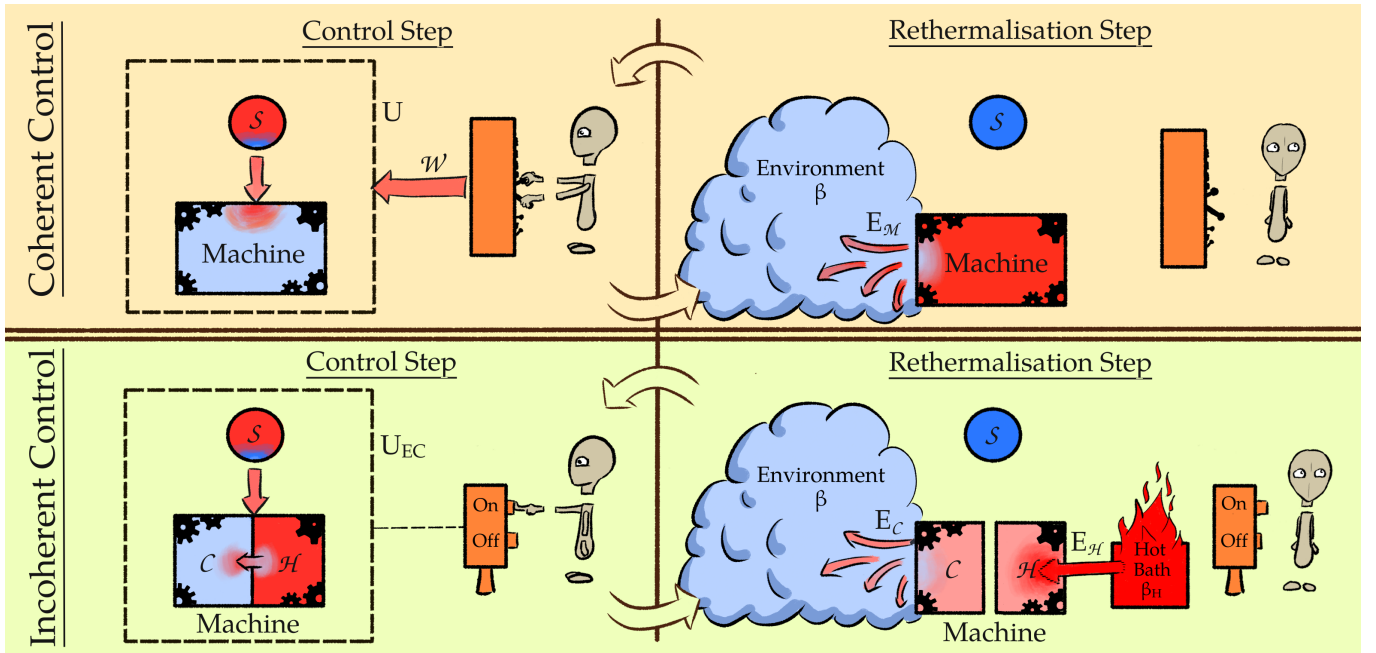 Coherent Control
Control Step
S
U
W
Machine
Rethermalisation Step
S
Environment
β
E_M
Machine
Incoherent Control
Control Step
S
U_EC
C
H
Machine
On
Off
Rethermalisation Step
S
Environment
β
E_C
C
H
Machine
E_H
Hot
Bath
β_H
On
Off